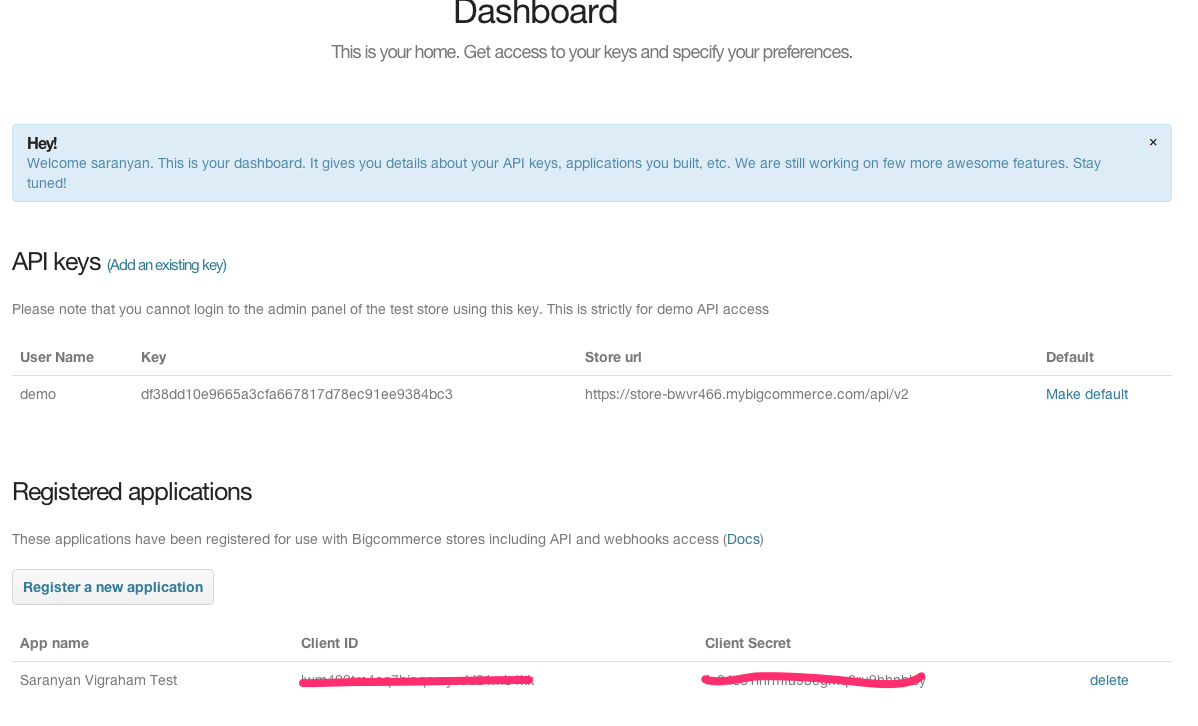 Dashboard
This is your home. Get access to your keys and specify your preferences.
Hey!
×
Welcome saranyan. This is your dashboard. It gives you details about your API keys, applications you built, etc. We are still working on few more awesome features. Stay
tuned!
API keys (Add an existing key)
Please note that you cannot login to the admin panel of the test store using this key. This is strictly for demo API access
User Name Key Store url Default
demo df38dd10e9665a3cfa667817d78ec91ee9384bc3 https://store-bwvr466.mybigcommerce.com/api/v2 Make default
Registered applications
These applications have been registered for use with Bigcommerce stores including API and webhooks access (Docs)
Register a new application
App name Client ID Client Secret
Saranyan Vigraham Test delete